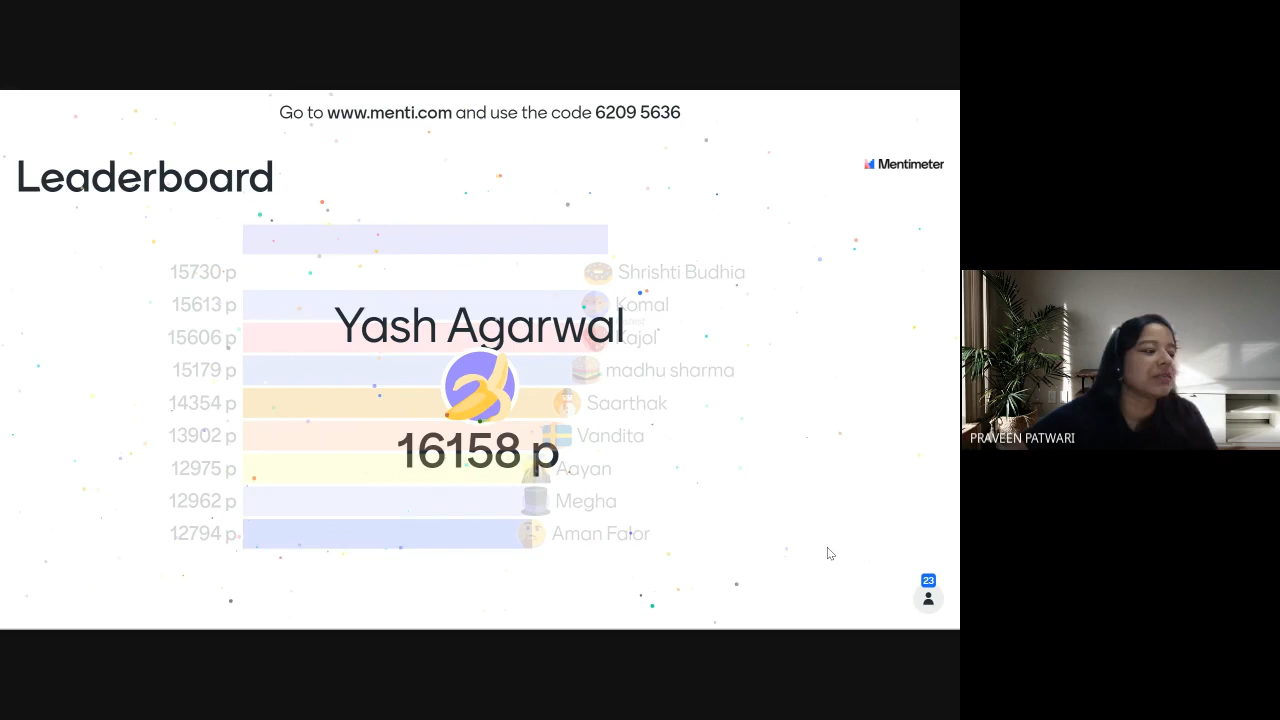 Go to www.menti.com and use the code 6209 5636
Leaderboard
Mentimeter
15730 p Shrishti Budhia
15613 p Komal
Yash Agarwal
15606 p Kajol
15179 p madhu sharma
14354 p Saarthak
13902 p Vandita
16158 p
12975 p Aayan
12962 p Megha
12794 p Aman Falor
23
PRAVEEN PATWARI